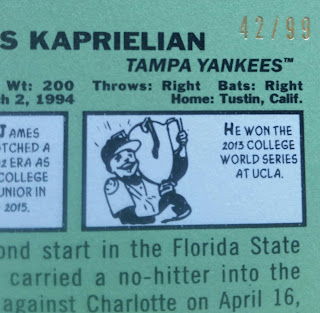 S KAPRIELIAN
42/99
TAMPA YANKEES™
Wt: 200 Throws: Right Bats: Right
2, 1994 Home: Tustin, Calif.
JAMES
ERA AS
COLLEGE
JUNIOR IN
2015.
HE WON THE
2013 COLLEGE
WORLD SERIES
AT UCLA.
ond start in the Florida State
carried a no-hitter into the
against Charlotte on April 16,